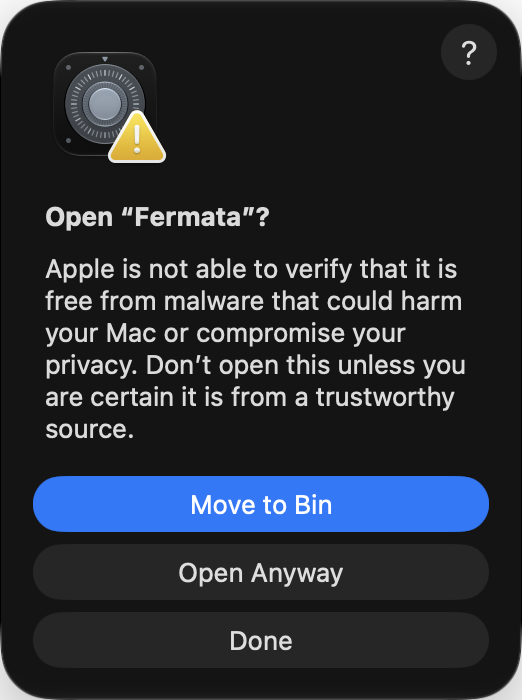 ?
Open “Fermata”?
Apple is not able to verify that it is
free from malware that could harm
your Mac or compromise your
privacy. Don’t open this unless you
are certain it is from a trustworthy
source.
Move to Bin
Open Anyway
Done